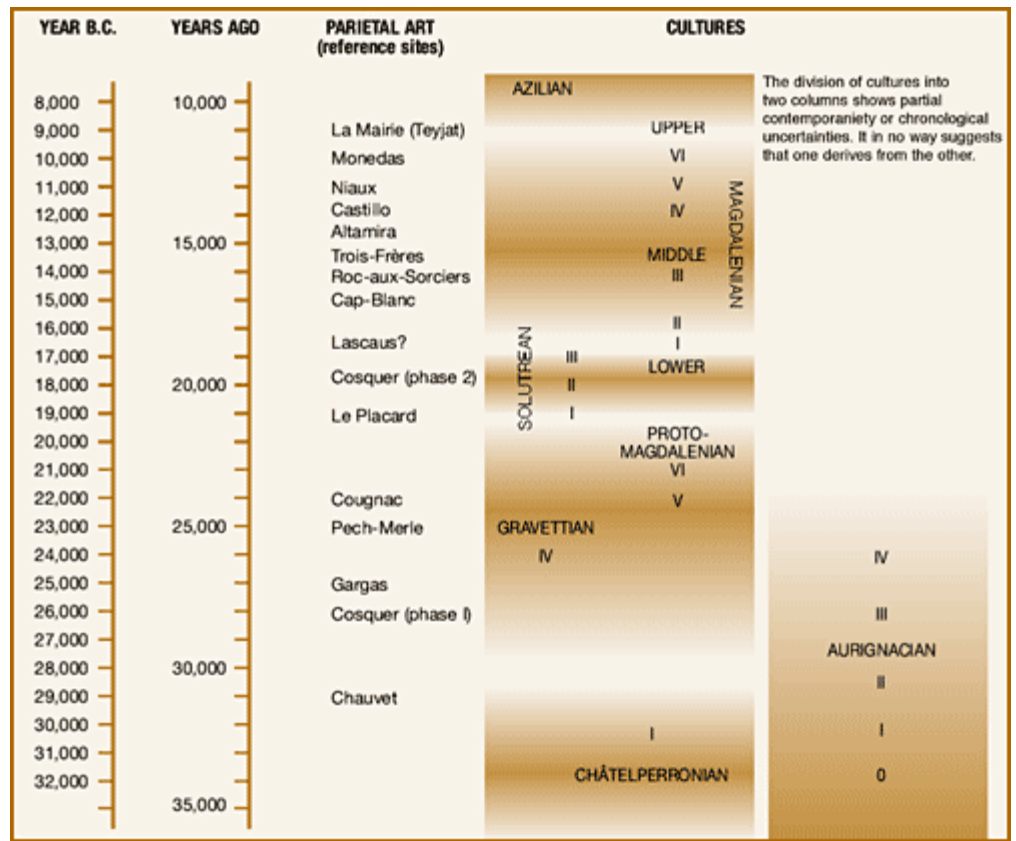 YEAR B.C.
YEARS AGO
PARIETAL ART
(reference sites)
CULTURES
8,000
9,000
10,000
11,000
12,000
13,000
14,000
15,000
16,000
17,000
18,000
19,000
20,000
21,000
22,000
23,000
24,000
25,000
26,000
27,000
28,000
29,000
30,000
31,000
32,000
10,000
15,000
20,000
25,000
30,000
35,000
La Mairie (Teyjat)
Monedas
Niaux
Castillo
Altamira
Trois-Frères
Roc-aux-Sorciers
Cap-Blanc
Lascaus?
Cosquer (phase 2)
Le Placard
Cougnac
Pech-Merle
Gargas
Cosquer (phase I)
Chauvet
AZILIAN
UPPER
VI
V
IV
MIDDLE
III
II
I
LOWER
MAGDALENIAN
SOLUTREAN
III
II
I
PROTO-
MAGDALENIAN
VI
V
GRAVETTIAN
IV
I
CHÂTELPERRONIAN
The division of cultures into
two columns shows partial
contemporaniety or chronological
uncertainties. It in no way suggests
that one derives from the other.
IV
III
AURIGNACIAN
II
I
0